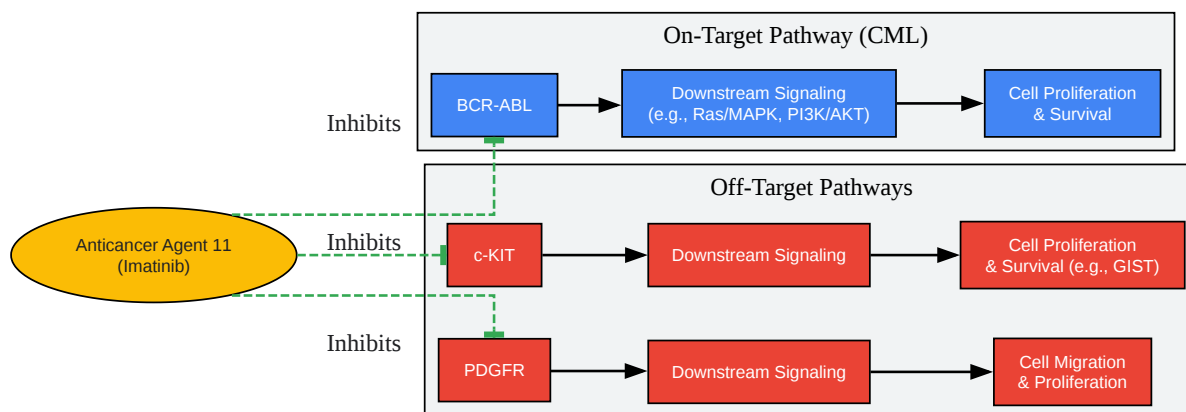 On-Target Pathway (CML)
BCR-ABL
Downstream Signaling
(e.g., Ras/MAPK, PI3K/AKT)
Cell Proliferation
& Survival
Inhibits
Off-Target Pathways
Anticancer Agent 11
(Imatinib)
Inhibits
c-KIT
Downstream Signaling
Cell Proliferation
& Survival (e.g., GIST)
Inhibits
PDGFR
Downstream Signaling
Cell Migration
& Proliferation